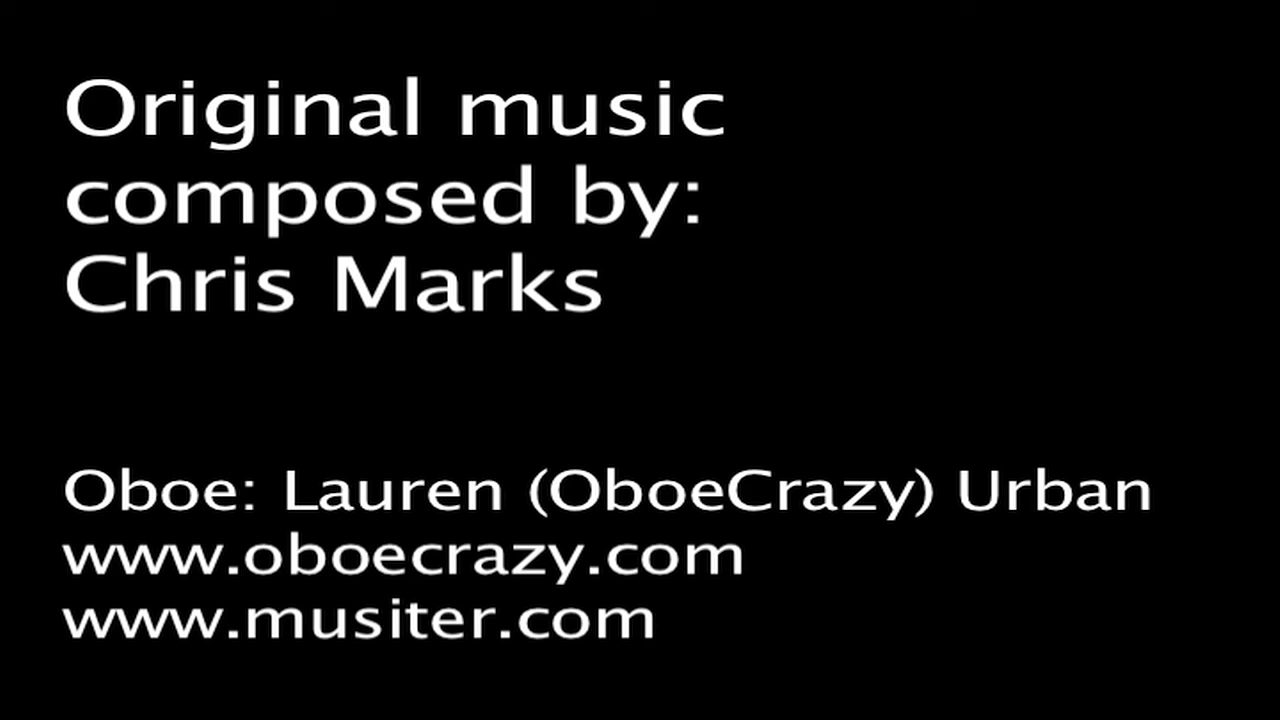 Original music
composed by:
Chris Marks
Oboe: Lauren (OboeCrazy) Urban
www.oboecrazy.com
www.musiter.com